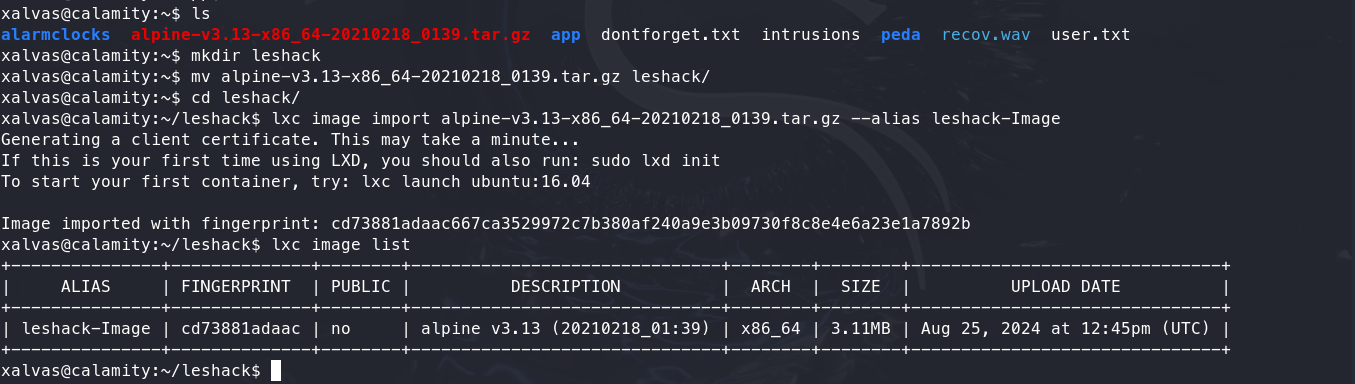 xalvas@calamity:~$ ls
alarmclocks  alpine-v3.13-x86_64-20210218_0139.tar.gz  app  dontforget.txt  intrusions  peda  recov.wav  user.txt
xalvas@calamity:~$ mkdir leshack
xalvas@calamity:~$ mv alpine-v3.13-x86_64-20210218_0139.tar.gz leshack/
xalvas@calamity:~$ cd leshack/
xalvas@calamity:~/leshack$ lxc image import alpine-v3.13-x86_64-20210218_0139.tar.gz --alias leshack-Image
Generating a client certificate. This may take a minute...
If this is your first time using LXD, you should also run: sudo lxd init
To start your first container, try: lxc launch ubuntu:16.04

Image imported with fingerprint: cd73881adaac667ca3529972c7b380af240a9e3b09730f8c8e4e6a23e1a7892b
xalvas@calamity:~/leshack$ lxc image list
+---------------+--------------+--------+-------------------------------+--------+--------+-------------------------------+
|     ALIAS     | FINGERPRINT  | PUBLIC |          DESCRIPTION          |  ARCH  |  SIZE  |          UPLOAD DATE          |
+---------------+--------------+--------+-------------------------------+--------+--------+-------------------------------+
| leshack-Image | cd73881adaac | no     | alpine v3.13 (20210218_01:39) | x86_64 | 3.11MB | Aug 25, 2024 at 12:45pm (UTC) |
+---------------+--------------+--------+-------------------------------+--------+--------+-------------------------------+
xalvas@calamity:~/leshack$